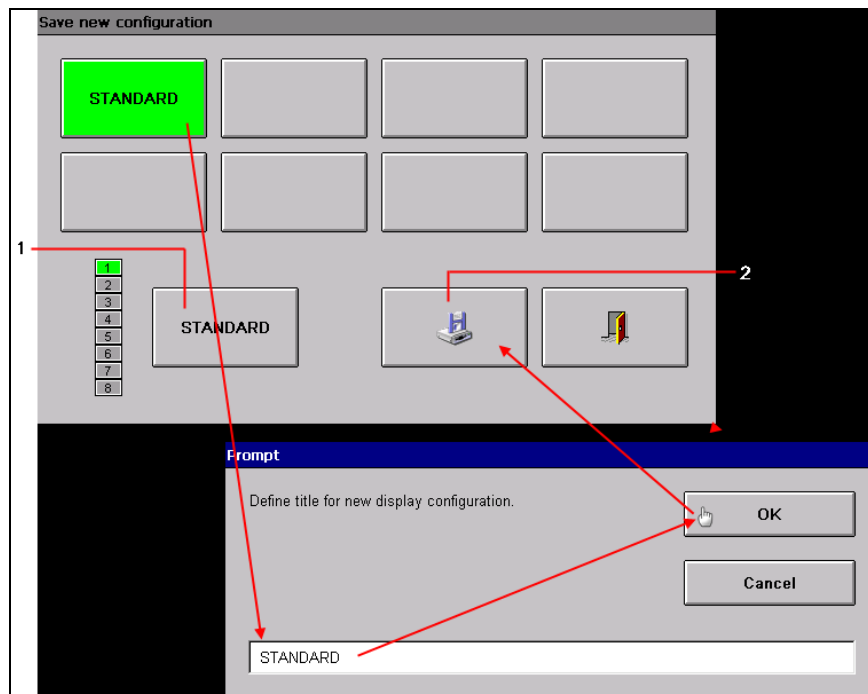 Save new configuration
STANDARD
1
1
2
3
4
5
6
7
8
STANDARD
2
Prompt
Define title for new display configuration.
OK
Cancel
STANDARD